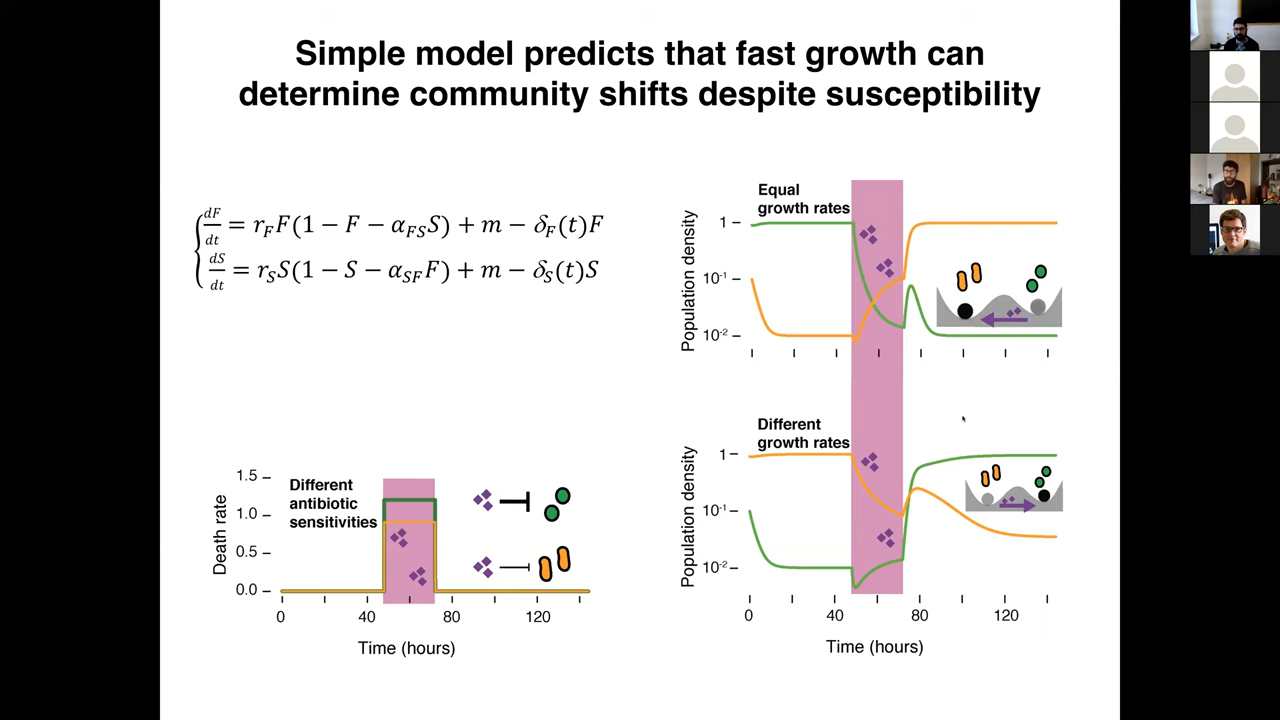 Simple model predicts that fast growth can
determine community shifts despite susceptibility
dF/dt = r_F F(1 − F − α_FS S) + m − δ_F(t)F
dS/dt = r_S S(1 − S − α_SF F) + m − δ_S(t)S
Death rate
1.5
1.0
0.5
0.0
Different
antibiotic
sensitivities
0 40 80 120
Time (hours)
Equal
growth rates
Population density
1
10⁻¹
10⁻²
Different
growth rates
Population density
1
10⁻¹
10⁻²
0 40 80 120
Time (hours)